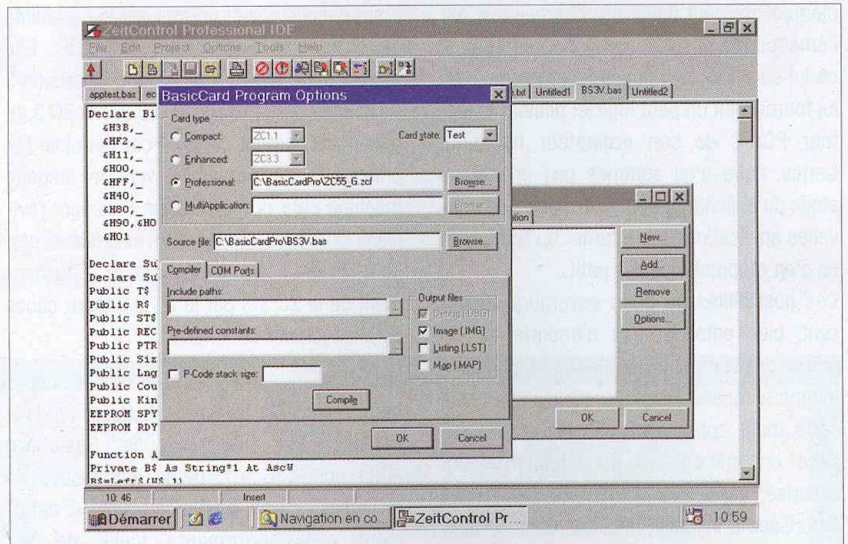 ZeitControl Professional IDE
File Edit Project Options Tools Help
applest.bas ec
.txt Untitled1 BS3V.bas Untitled2
BasicCard Program Options
Declare Bi
&H3B,_
&HF2,_
&H11,_
&H00,_
&HFF,_
&H40,_
&H80,_
&H90,&H0
&H01
Declare Su
Declare Su
Public T$
Public R$
Public ST$
Public REC
Public PTR
Public Siz
Public Lng
Public Cou
Public Kin
EEPROM SPY
EEPROM RDY
Function A
Private B$ As String*1 At AscW
B$=Left$(W$,1)
Card type
Compact: ZC1.1
Card state: Test
Enhanced: ZC3.3
Professional: C:\BasicCardPro\ZC55_G.zcf Browse...
MultiApplication: Browse...
Source file: C:\BasicCardPro\BS3V.bas Browse...
Compiler COM Ports
Include paths:
Pre-defined constants:
P-Code stack size:
Compile
Output files
Debug (.DBG)
Image (.IMG)
Listing (.LST)
Map (.MAP)
OK Cancel
ation
New...
Add...
Remove
Options...
OK Cancel
10: 46 Insert
Démarrer Navigation en co... ZeitControl Pr... 10:59